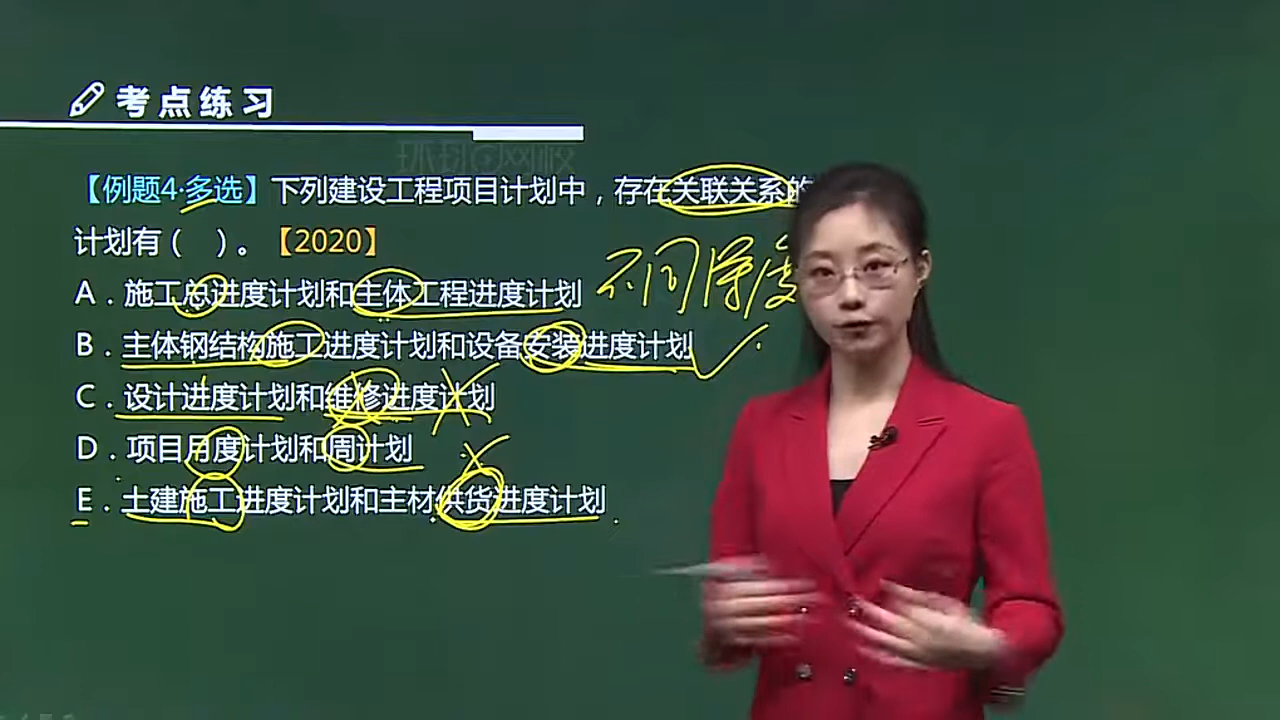 考点练习
环球网校
【例题4·多选】下列建设工程项目计划中，存在关联关系的
计划有（ ）。【2020】
A．施工总进度计划和主体工程进度计划
不同深度
B．主体钢结构施工进度计划和设备安装进度计划
C．设计进度计划和维修进度计划
D．项目月度计划和周计划
E．土建施工进度计划和主材供货进度计划